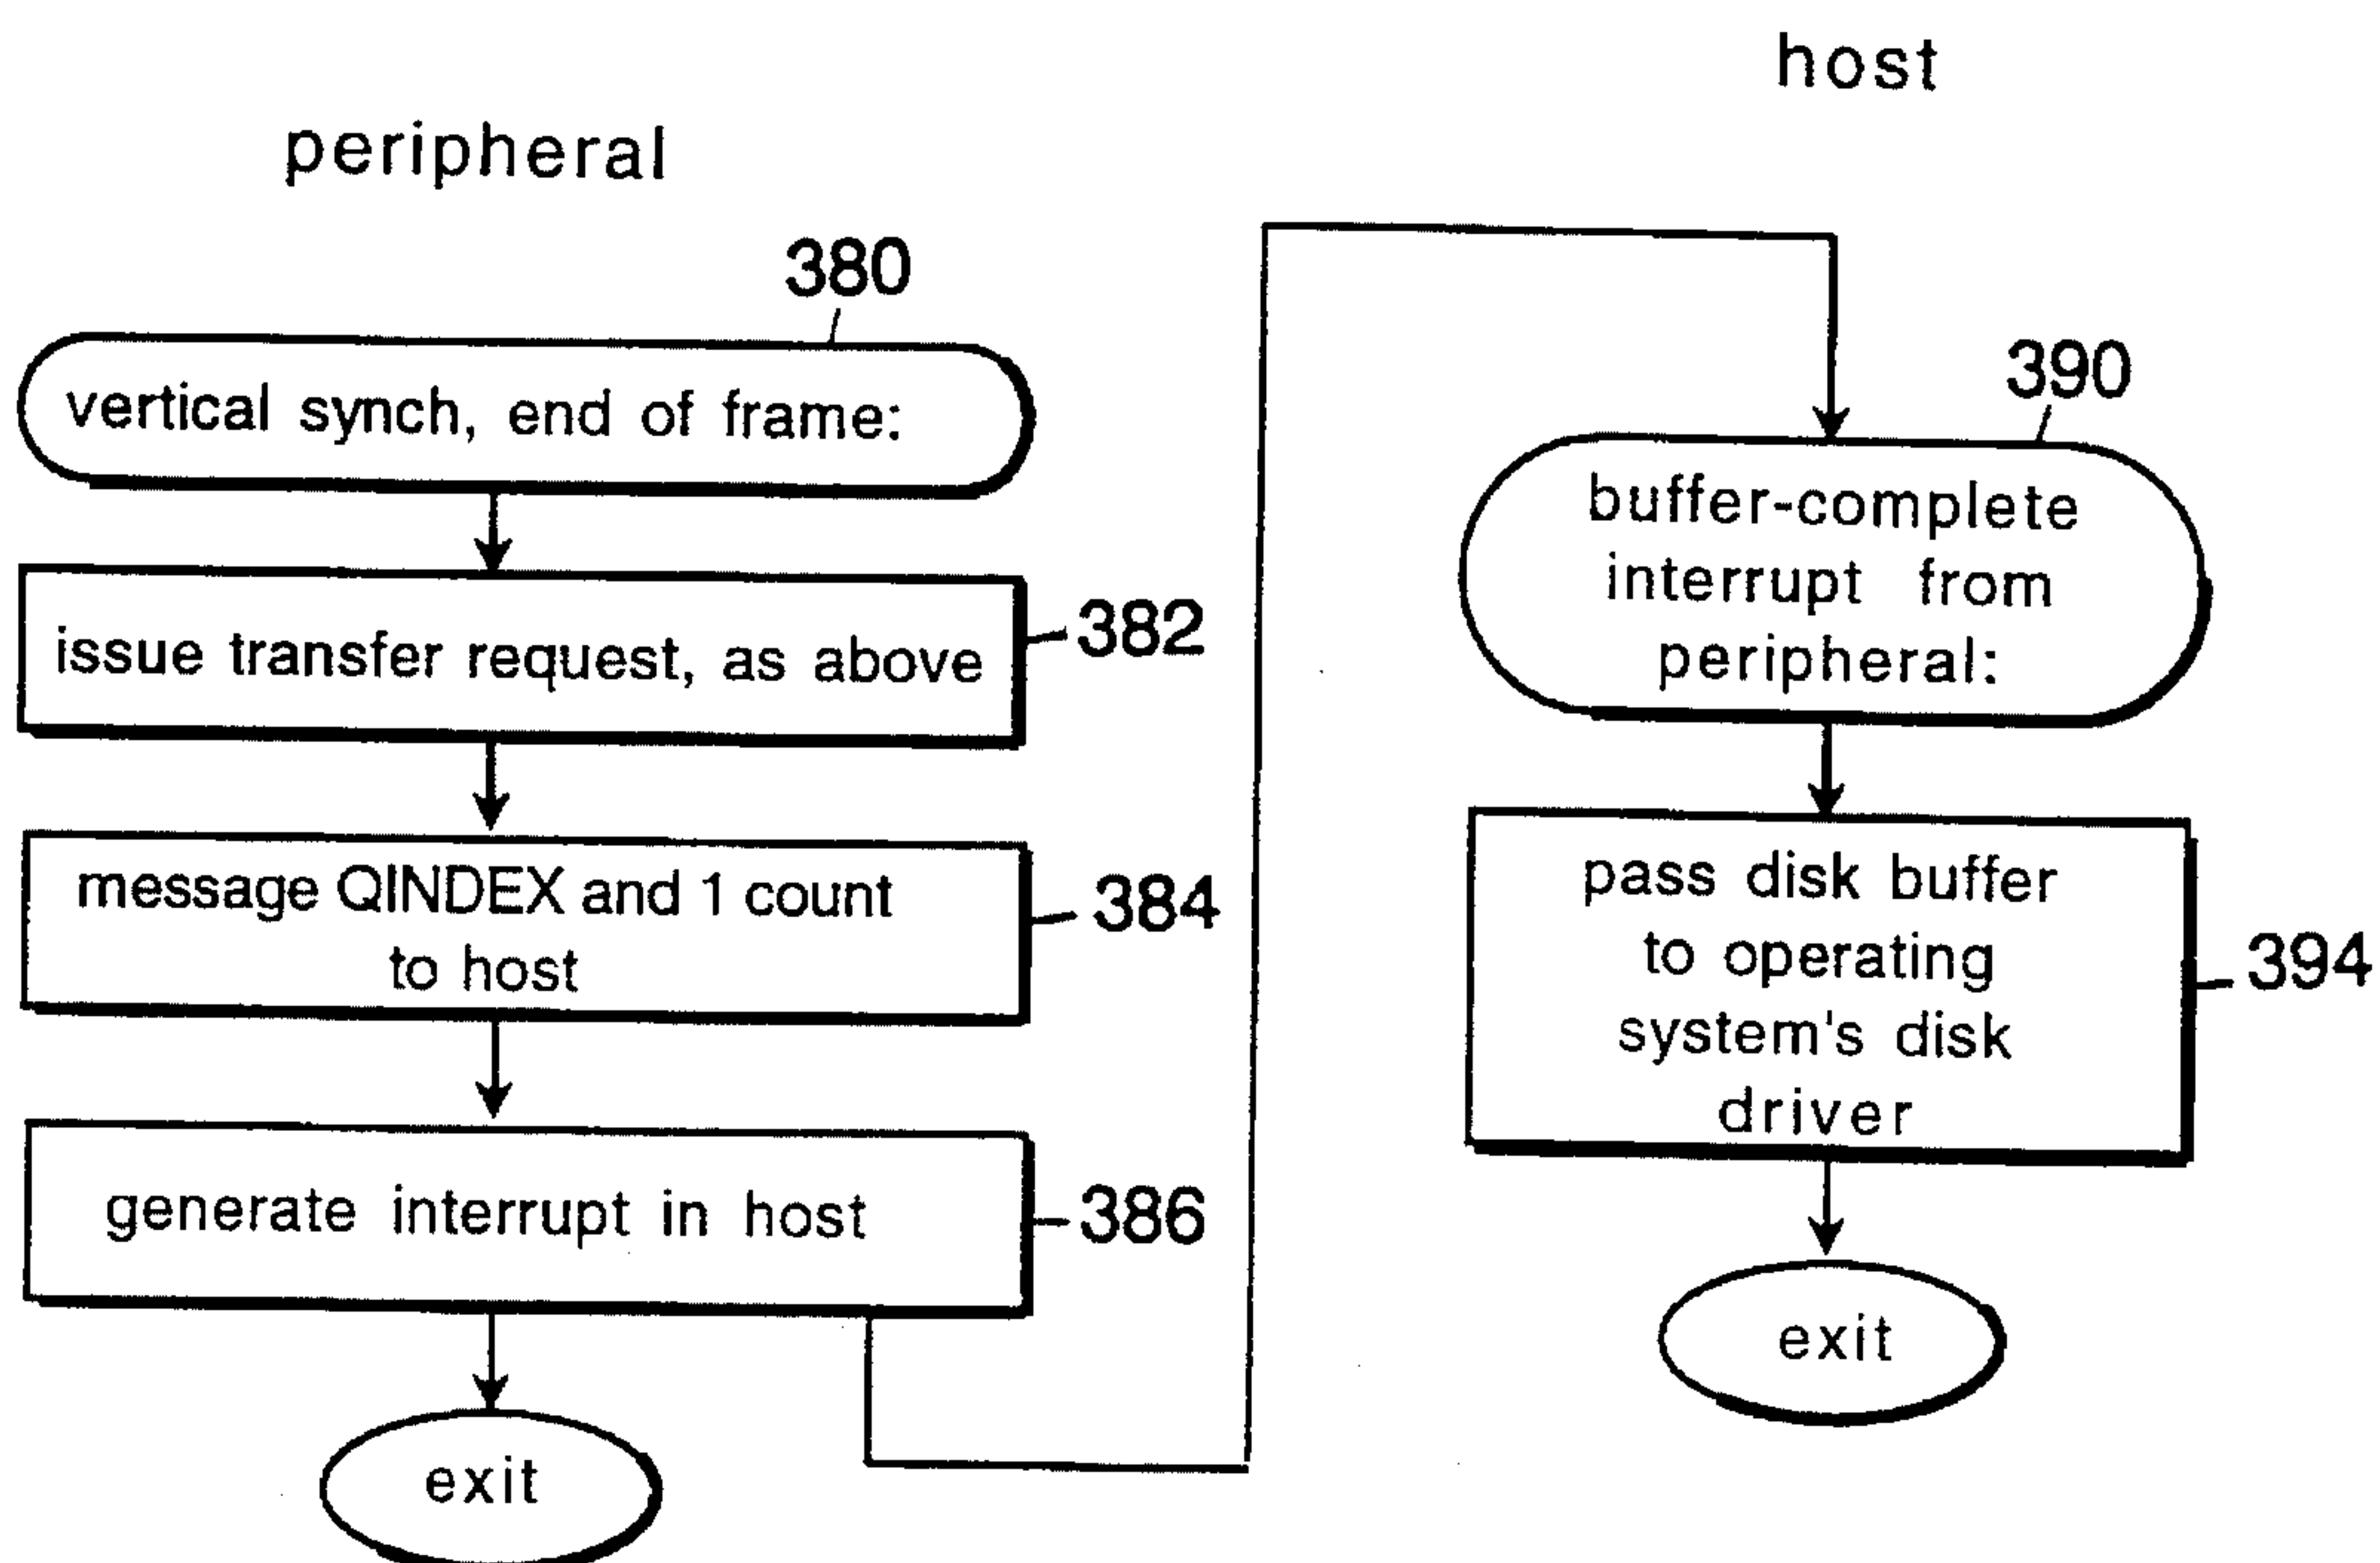 peripheral
380
vertical synch, end of frame:
issue transfer request, as above
382
message QINDEX and 1 count
to host
384
generate interrupt in host
386
exit
host
390
buffer-complete
interrupt from
peripheral:
pass disk buffer
to operating
system's disk
driver
394
exit